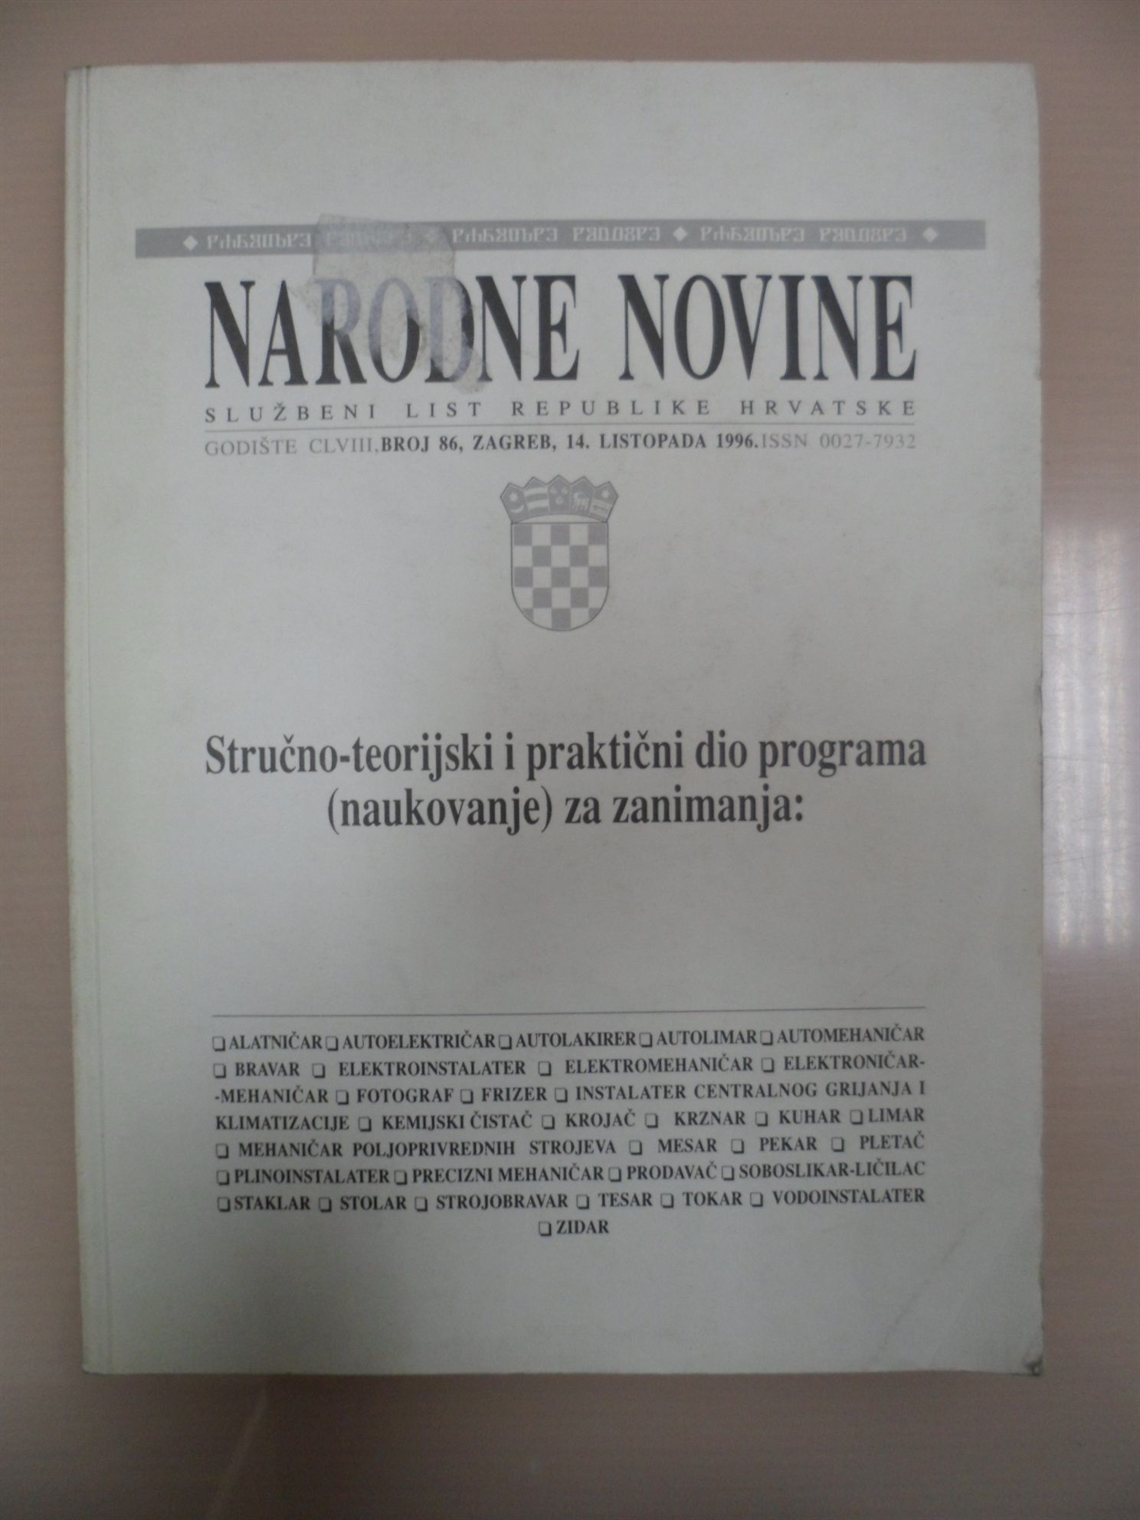 NARODNE NOVINE
SLUŽBENI LIST REPUBLIKE HRVATSKE
GODIŠTE CLVIII, BROJ 86, ZAGREB, 14. LISTOPADA 1996. ISSN 0027-7932
Stručno-teorijski i praktični dio programa
(naukovanje) za zanimanja:
❏ ALATNIČAR ❏ AUTOELEKTRIČAR ❏ AUTOLAKIRER ❏ AUTOLIMAR ❏ AUTOMEHANIČAR
❏ BRAVAR ❏ ELEKTROINSTALATER ❏ ELEKTROMEHANIČAR ❏ ELEKTRONIČAR-
-MEHANIČAR ❏ FOTOGRAF ❏ FRIZER ❏ INSTALATER CENTRALNOG GRIJANJA I
KLIMATIZACIJE ❏ KEMIJSKI ČISTAČ ❏ KROJAČ ❏ KRZNAR ❏ KUHAR ❏ LIMAR
❏ MEHANIČAR POLJOPRIVREDNIH STROJEVA ❏ MESAR ❏ PEKAR ❏ PLETAČ
❏ PLINOINSTALATER ❏ PRECIZNI MEHANIČAR ❏ PRODAVAČ ❏ SOBOSLIKAR-LIČILAC
❏ STAKLAR ❏ STOLAR ❏ STROJOBRAVAR ❏ TESAR ❏ TOKAR ❏ VODOINSTALATER
❏ ZIDAR